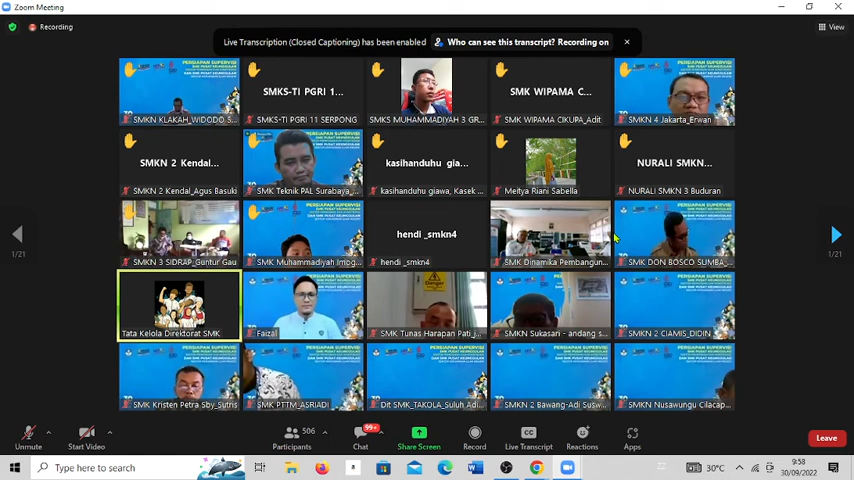 Zoom Meeting
Recording
Live Transcription (Closed Captioning) has been enabled
Who can see this transcript? Recording on
View
PERSIAPAN SURVEYAL
SMKN KLAKAH_WIDODO S...
SMKS-TI PGRI 1...
SMKS-TI PGRI 11 SERPONG
SMKS MUHAMMADIYAH 3 GR...
SMK WIPAMA C...
SMK WIPAMA CIKUPA_Adit
SMKN 4 Jakarta_Erwan
SMKN 2 Kendal...
SMKN 2 Kendal_Agus Basuki
SMK Teknik PAL Surabaya_...
kasihanduhu gia...
kasihanduhu giawa, Kasek ...
Meitya Riani Sabella
NURALI SMKN...
NURALI SMKN 3 Buduran
SMKN 3 SIDRAP_Guntur Gau
SMK Muhammadiyah Imog...
hendi _smkn4
hendi _smkn4
SMK Dinamika Pembangun...
SMK DON BOSCO SUMBA_...
1/21
1/21
Tata Kelola Direktorat SMK
Faizal
SMK Tunas Harapan Pati_j...
SMKN Sukasari - andang s...
SMKN 2 CIAMIS_DIDIN
SMK Kristen Petra Sby_Sutris
SMK PTTM_ASRIADI
Dit SMK_TAKOLA_Suluh Adi...
SMKN 2 Bawang-Adi Susw...
SMKN Nusawungu Cilacap...
506
99+
Unmute
Start Video
Participants
Chat
Share Screen
Record
Live Transcript
Reactions
Apps
Leave
Type here to search
30°C
9:58
30/09/2022